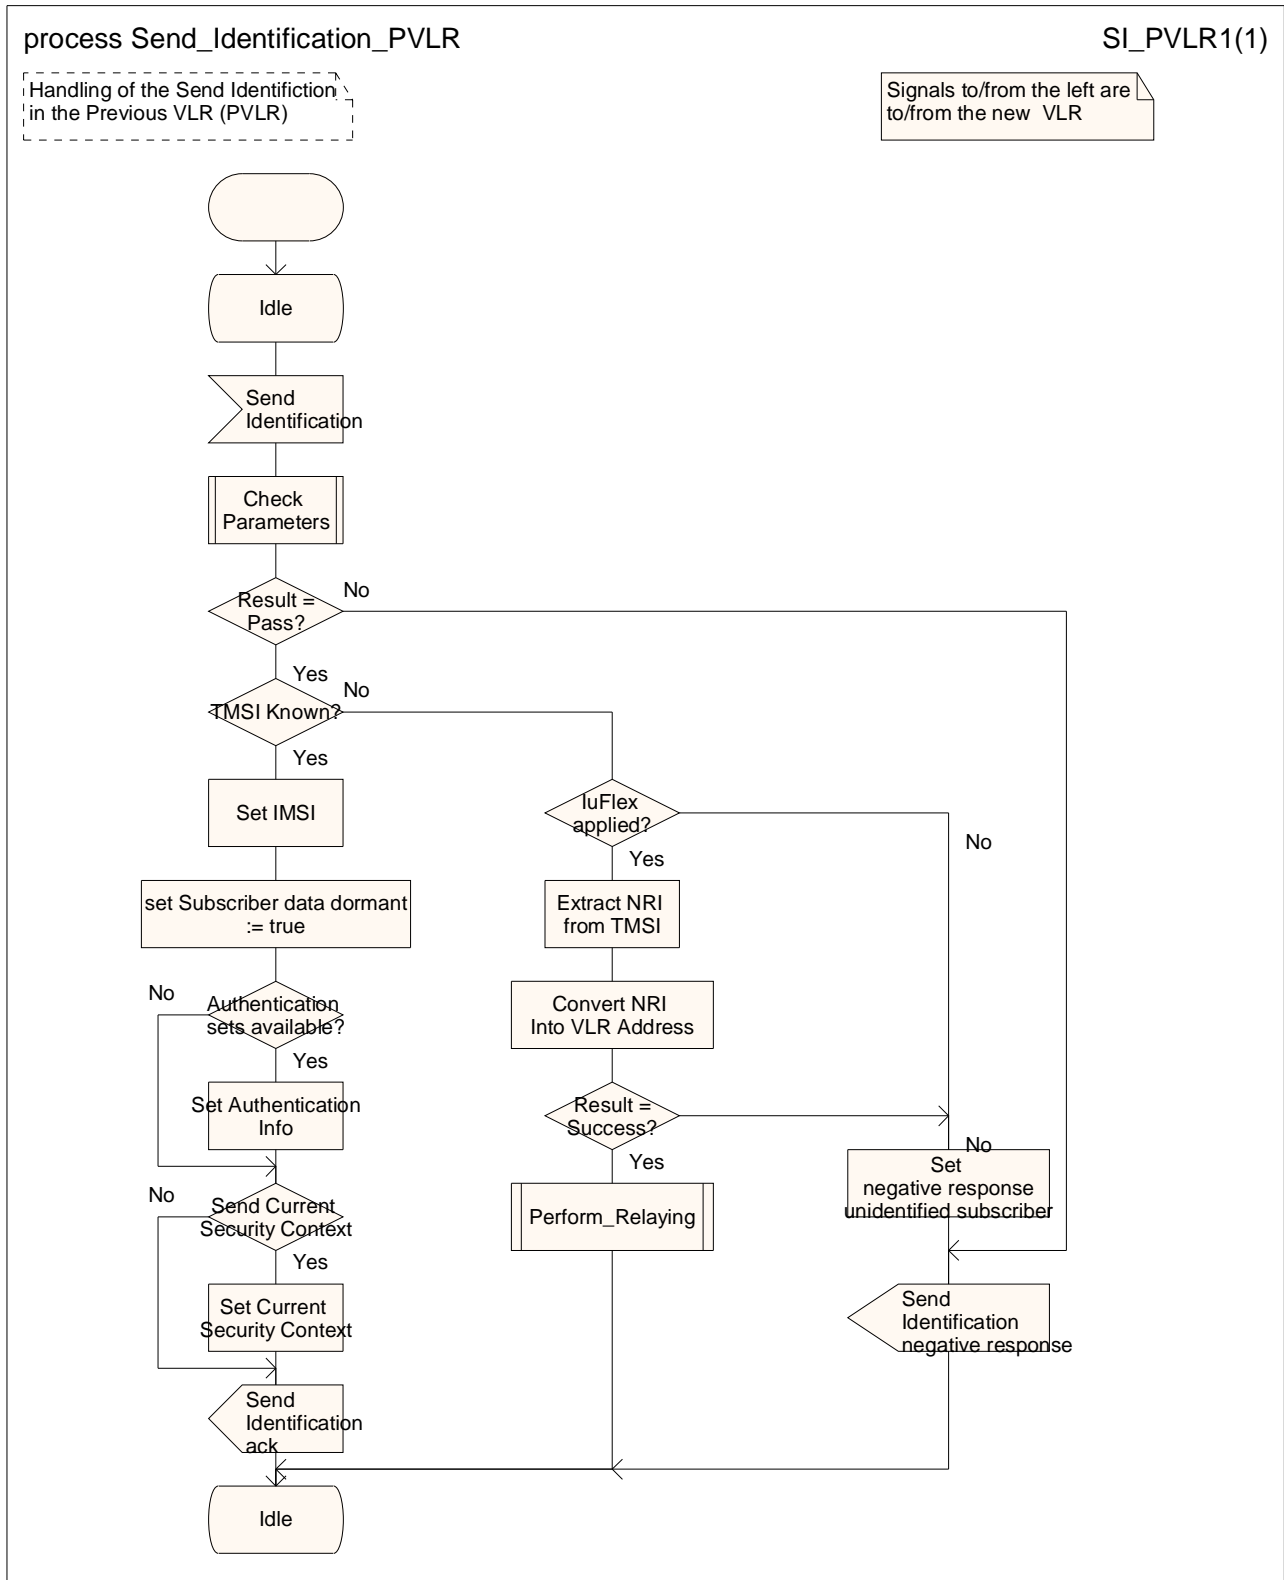 process Send_Identification_PVLR
SI_PVLR1(1)
Handling of the Send Identifiction
in the Previous VLR (PVLR)
Signals to/from the left are
to/from the new VLR
Idle
Send
Identification
Check
Parameters
Result =
Pass?
No
Yes
TMSI Known?
No
Yes
Set IMSI
IuFlex
applied?
No
Yes
set Subscriber data dormant
:= true
Extract NRI
from TMSI
No
Authentication
sets available?
Yes
Convert NRI
Into VLR Address
Set Authentication
Info
Result =
Success?
No
Yes
Set
negative response
unidentified subscriber
No
Send Current
Security Context
Yes
Perform_Relaying
Set Current
Security Context
Send
Identification
negative response
Send
Identification
ack
Idle